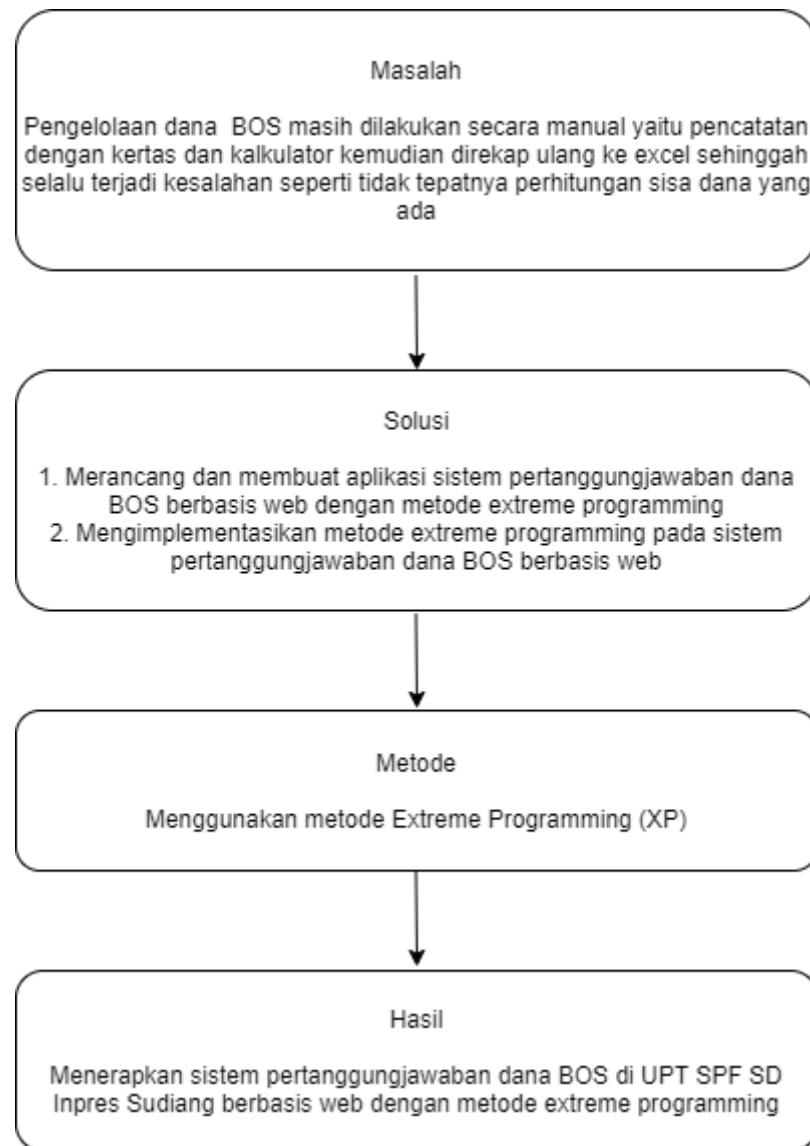 Masalah
Pengelolaan dana BOS masih dilakukan secara manual yaitu pencatatan
dengan kertas dan kalkulator kemudian direkap ulang ke excel sehinggah
selalu terjadi kesalahan seperti tidak tepatnya perhitungan sisa dana yang
ada
Solusi
1. Merancang dan membuat aplikasi sistem pertanggungjawaban dana
BOS berbasis web dengan metode extreme programming
2. Mengimplementasikan metode extreme programming pada sistem
pertanggungjawaban dana BOS berbasis web
Metode
Menggunakan metode Extreme Programming (XP)
Hasil
Menerapkan sistem pertanggungjawaban dana BOS di UPT SPF SD
Inpres Sudiang berbasis web dengan metode extreme programming